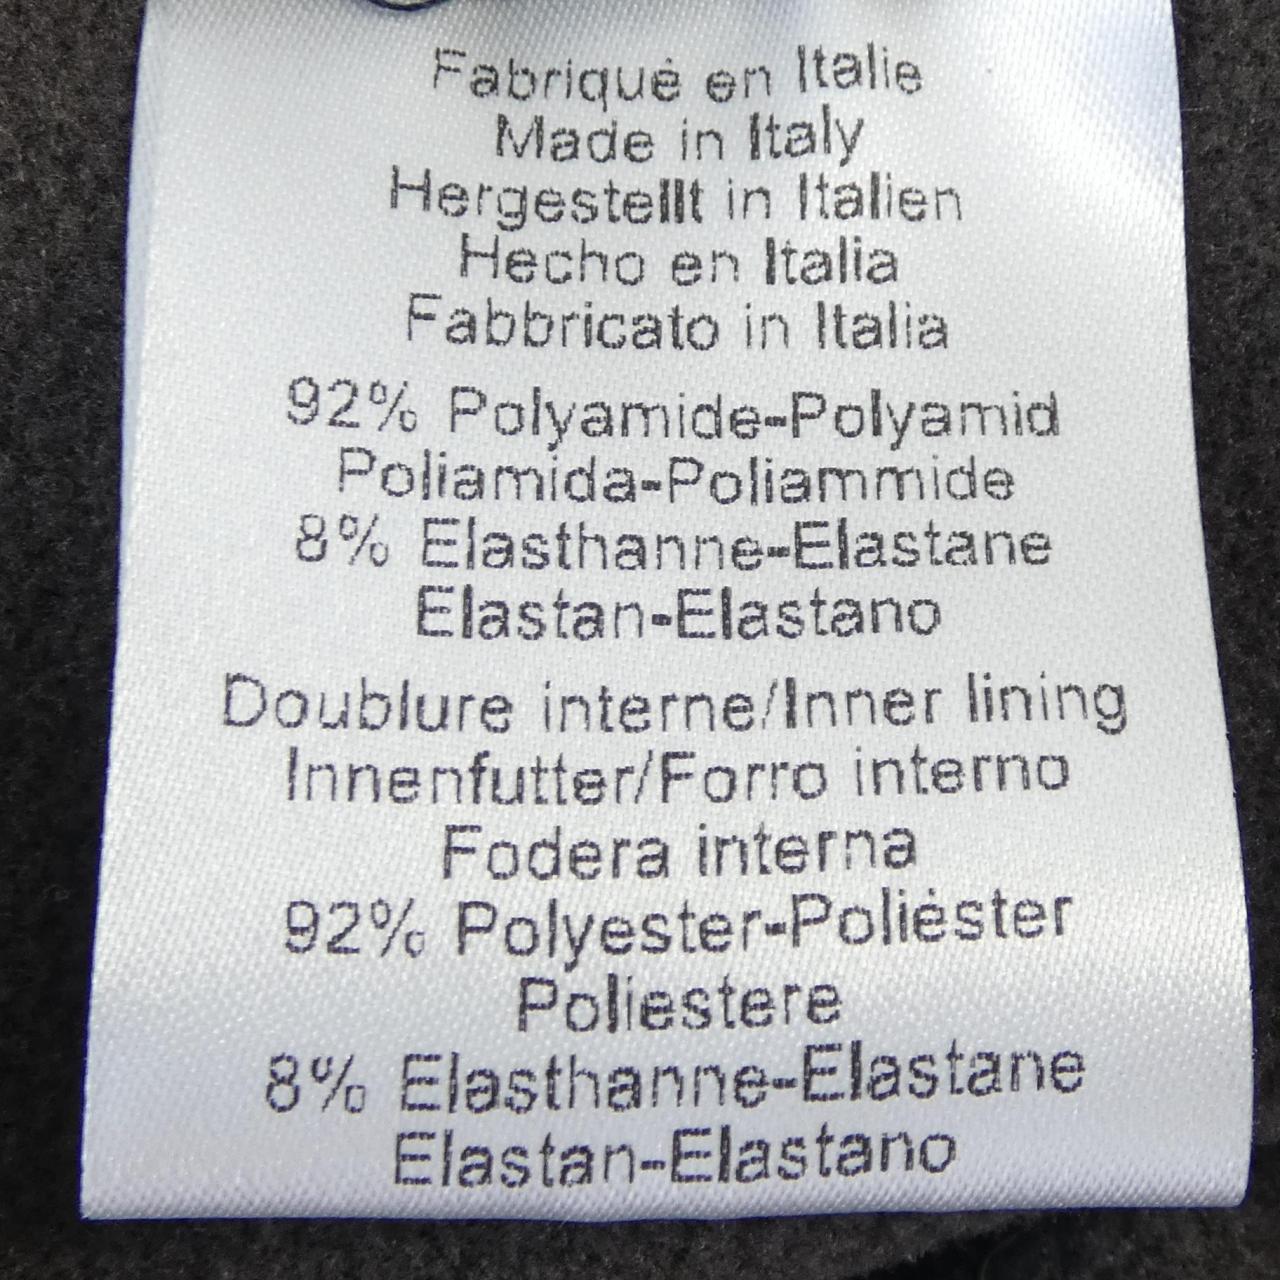 Fabriqué en Italie
Made in Italy
Hergestellt in Italien
Hecho en Italia
Fabbricato in Italia
92% Polyamide-Polyamid
Poliamida-Poliammide
8% Elasthanne-Elastane
Elastan-Elastano
Doublure interne/Inner lining
Innenfutter/Forro interno
Fodera interna
92% Polyester-Poliéster
Poliestere
8% Elasthanne-Elastane
Elastan-Elastano